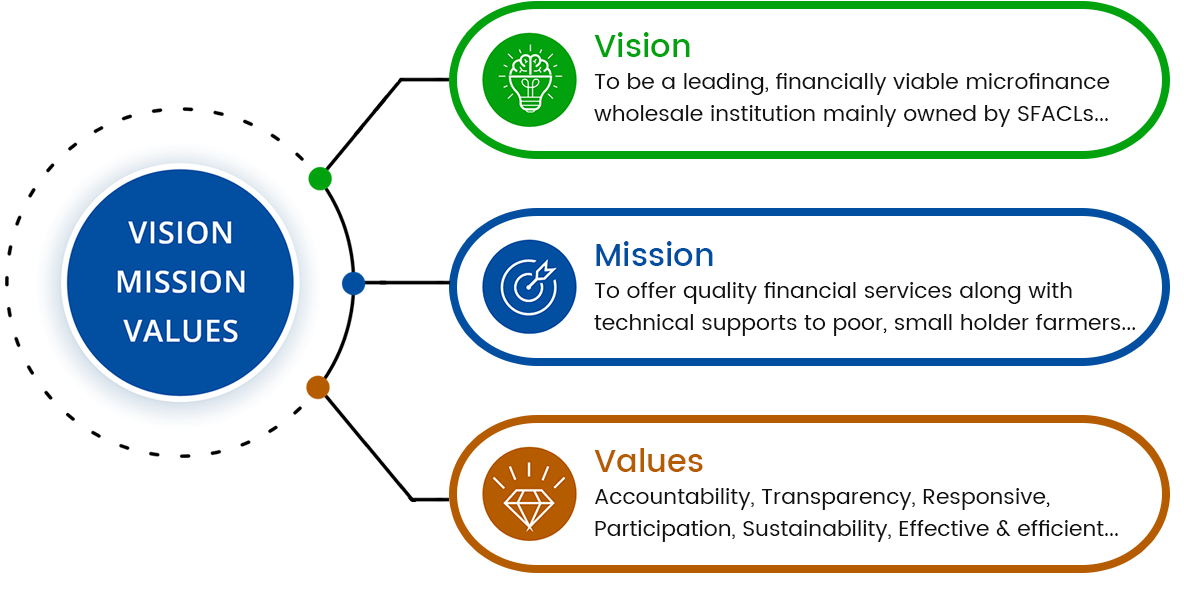 VISION
MISSION
VALUES
Vision
To be a leading, financially viable microfinance
wholesale institution mainly owned by SFACLs...
Mission
To offer quality financial services along with
technical supports to poor, small holder farmers...
Values
Accountability, Transparency, Responsive,
Participation, Sustainability, Effective & efficient...